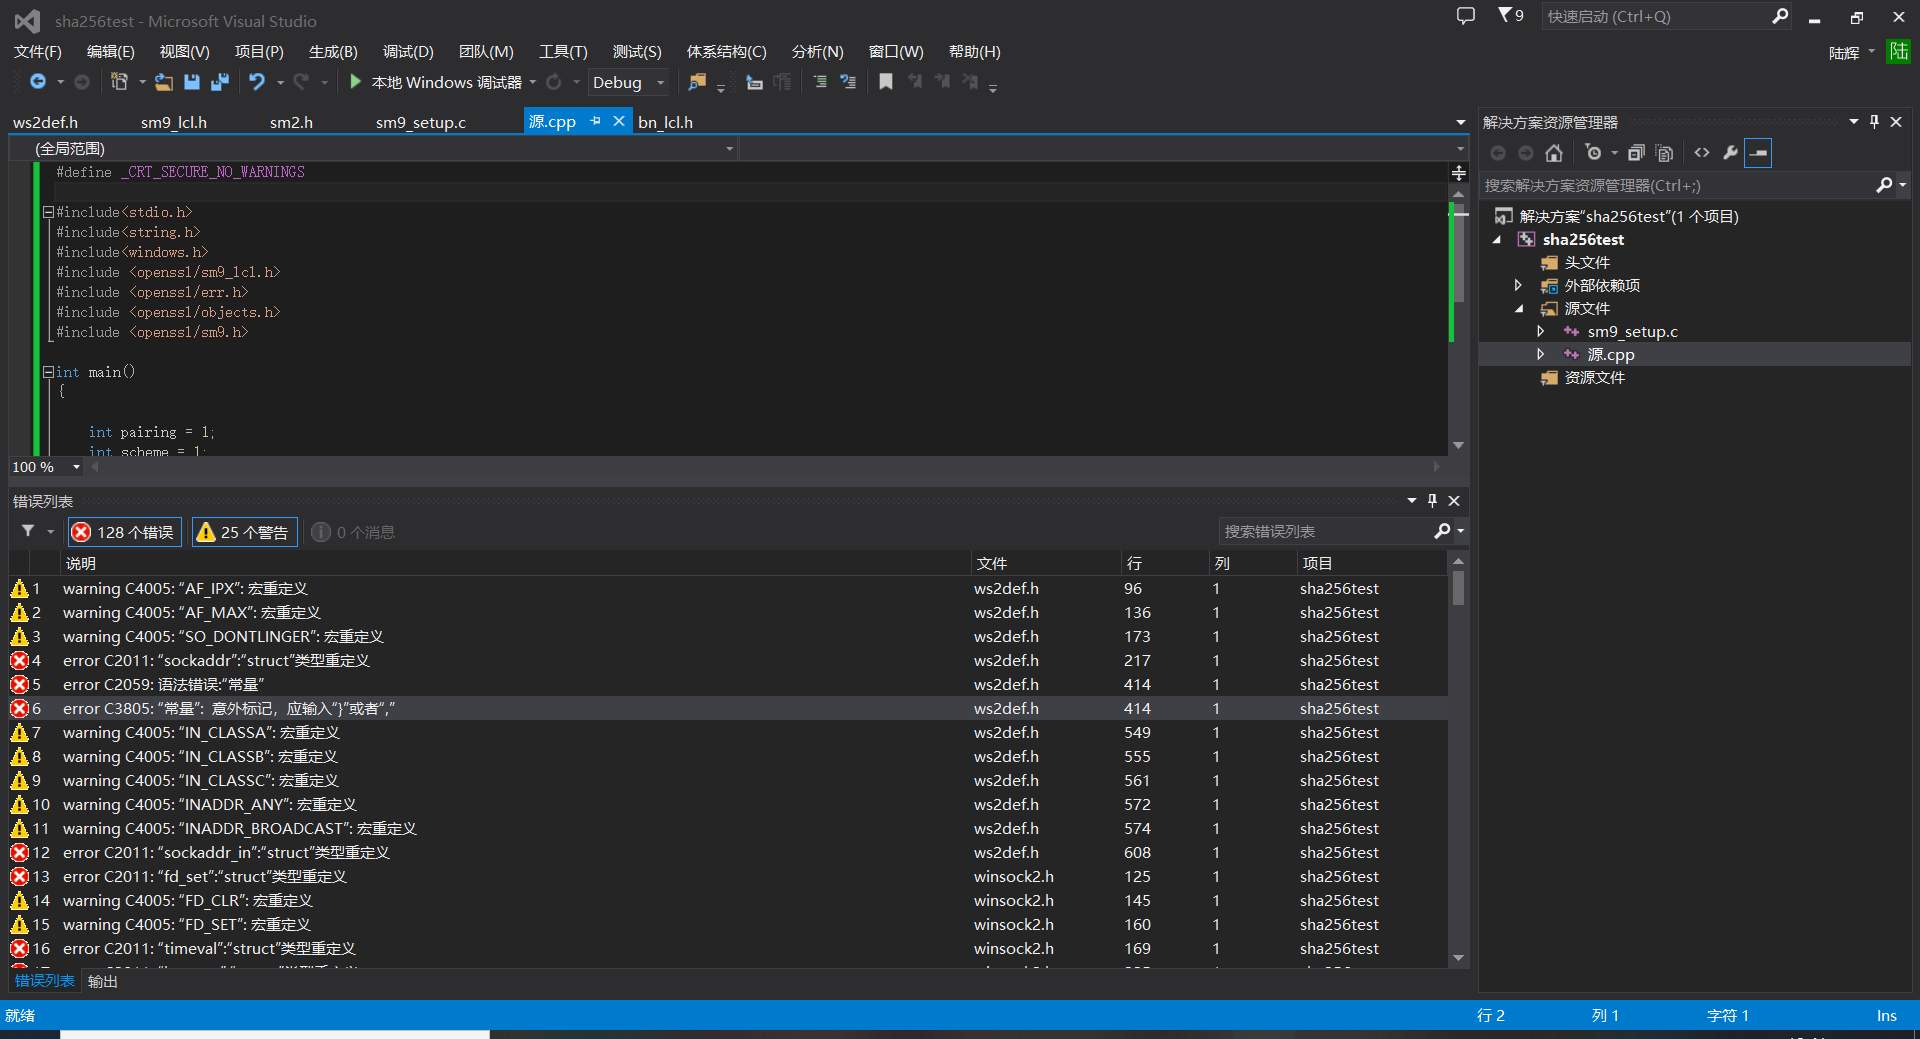 sha256test - Microsoft Visual Studio
9
快速启动 (Ctrl+Q)
文件(F) 编辑(E) 视图(V) 项目(P) 生成(B) 调试(D) 团队(M) 工具(T) 测试(S) 体系结构(C) 分析(N) 窗口(W) 帮助(H)
陆辉 陆
本地 Windows 调试器 Debug
ws2def.h sm9_lcl.h sm2.h sm9_setup.c 源.cpp bn_lcl.h
(全局范围)
#define _CRT_SECURE_NO_WARNINGS
#include<stdio.h>
#include<string.h>
#include<windows.h>
#include <openssl/sm9_lcl.h>
#include <openssl/err.h>
#include <openssl/objects.h>
#include <openssl/sm9.h>
int main()
{
int pairing = 1;
int scheme = 1;
100 %
错误列表
128 个错误 25 个警告 0 个消息
搜索错误列表
说明 文件 行 列 项目
1 warning C4005: “AF_IPX”: 宏重定义 ws2def.h 96 1 sha256test
2 warning C4005: “AF_MAX”: 宏重定义 ws2def.h 136 1 sha256test
3 warning C4005: “SO_DONTLINGER”: 宏重定义 ws2def.h 173 1 sha256test
4 error C2011: “sockaddr”:“struct”类型重定义 ws2def.h 217 1 sha256test
5 error C2059: 语法错误:“常量” ws2def.h 414 1 sha256test
6 error C3805: “常量”: 意外标记，应输入“}”或者“,” ws2def.h 414 1 sha256test
7 warning C4005: “IN_CLASSA”: 宏重定义 ws2def.h 549 1 sha256test
8 warning C4005: “IN_CLASSB”: 宏重定义 ws2def.h 555 1 sha256test
9 warning C4005: “IN_CLASSC”: 宏重定义 ws2def.h 561 1 sha256test
10 warning C4005: “INADDR_ANY”: 宏重定义 ws2def.h 572 1 sha256test
11 warning C4005: “INADDR_BROADCAST”: 宏重定义 ws2def.h 574 1 sha256test
12 error C2011: “sockaddr_in”:“struct”类型重定义 ws2def.h 608 1 sha256test
13 error C2011: “fd_set”:“struct”类型重定义 winsock2.h 125 1 sha256test
14 warning C4005: “FD_CLR”: 宏重定义 winsock2.h 145 1 sha256test
15 warning C4005: “FD_SET”: 宏重定义 winsock2.h 160 1 sha256test
16 error C2011: “timeval”:“struct”类型重定义 winsock2.h 169 1 sha256test
错误列表 输出
解决方案资源管理器
搜索解决方案资源管理器(Ctrl+;)
解决方案“sha256test”(1 个项目)
sha256test
头文件
外部依赖项
源文件
sm9_setup.c
源.cpp
资源文件
就绪 行 2 列 1 字符 1 Ins